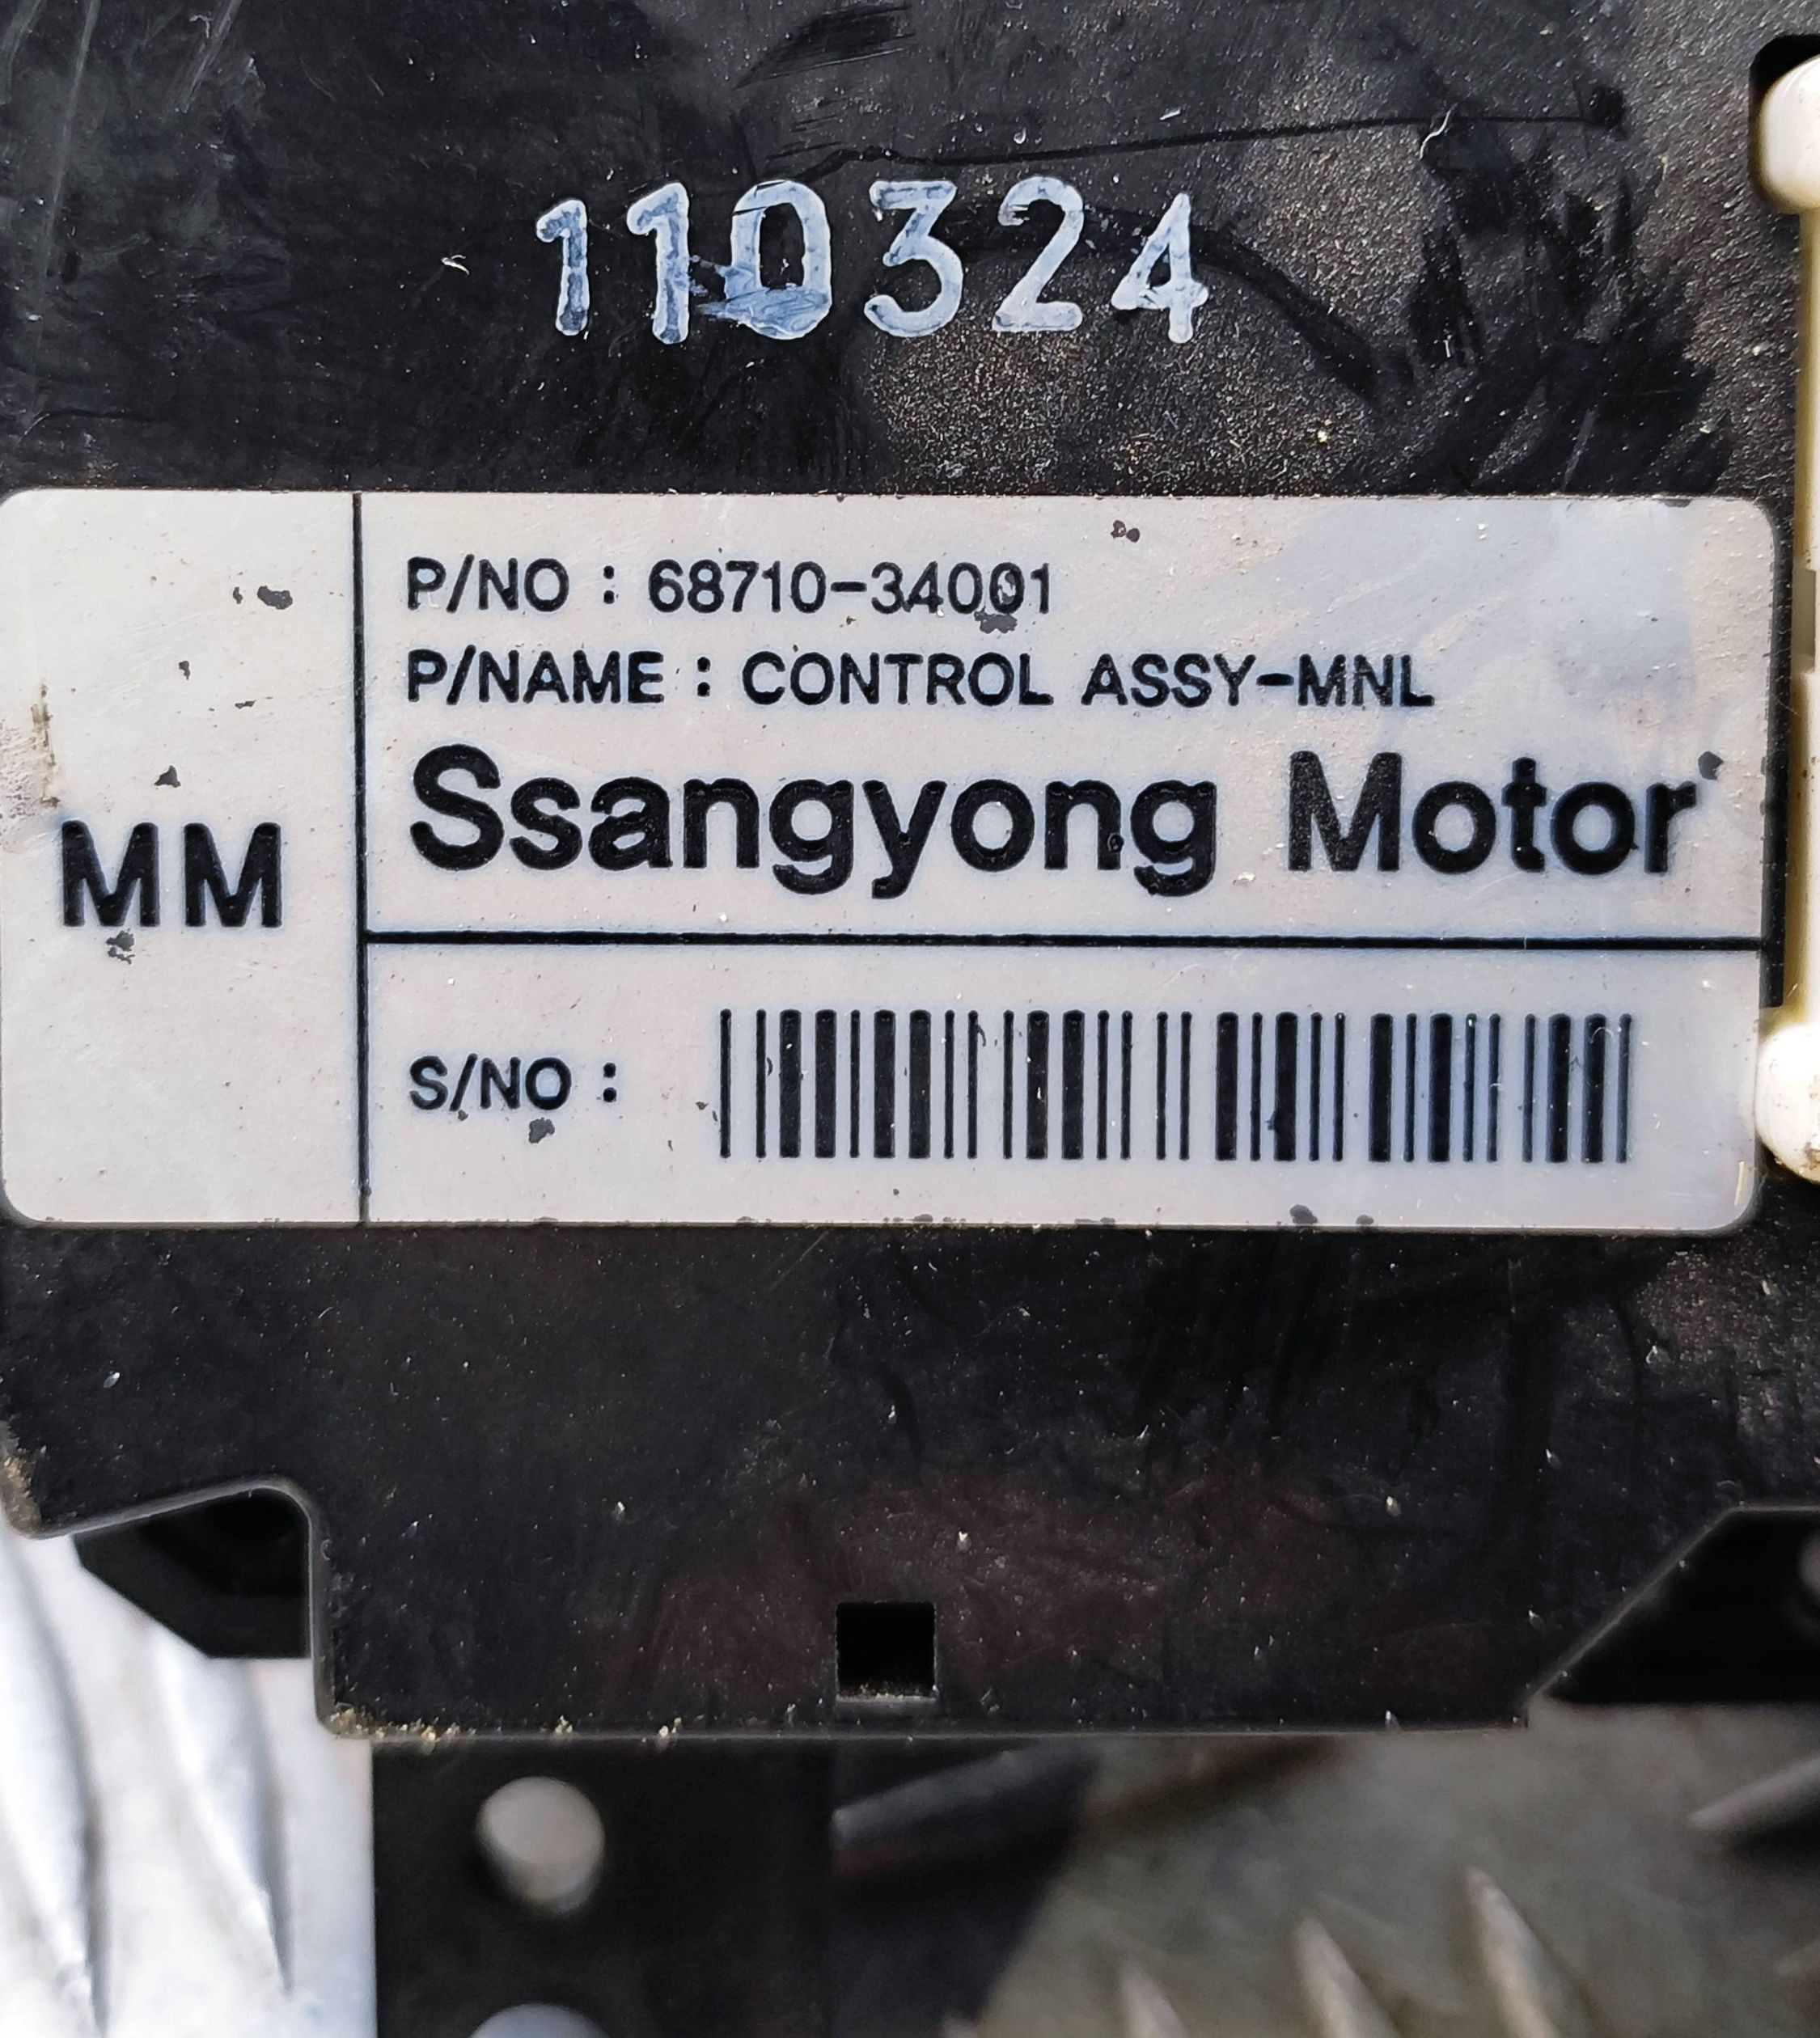 110324
P/NO : 68710-34001
P/NAME : CONTROL ASSY-MNL
Ssangyong Motor
MM
S/NO :